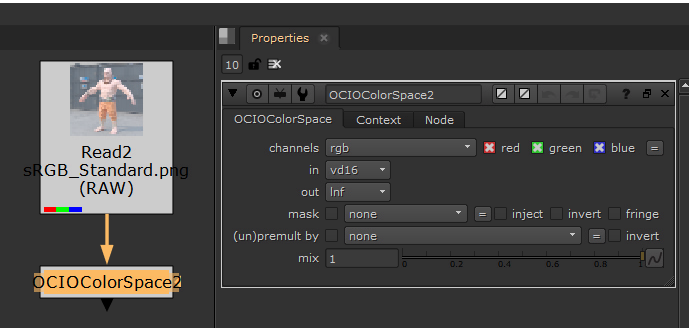 Properties
10
OCIOColorSpace2
OCIOColorSpace Context Node
channels rgb red green blue =
in vd16
out lnf
mask none = inject invert fringe
(un)premult by none = invert
mix 1
0 0.2 0.4 0.6 0.8 1
Read2
sRGB_Standard.png
(RAW)
OCIOColorSpace2